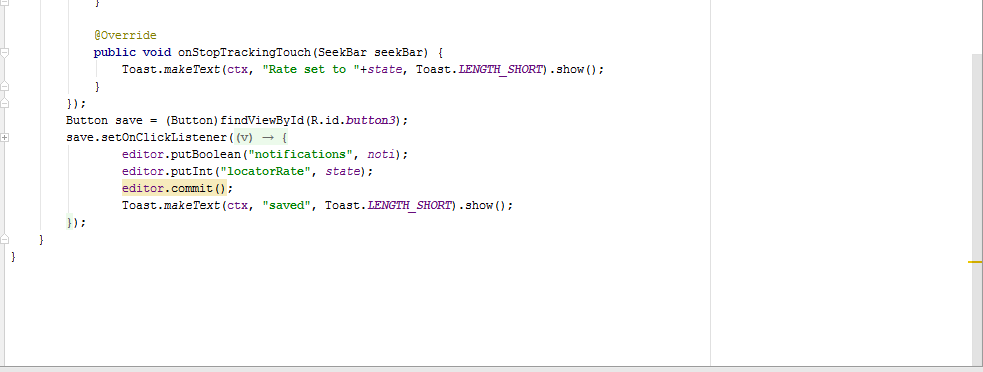 }
@Override
public void onStopTrackingTouch(SeekBar seekBar) {
Toast.makeText(ctx, "Rate set to "+state, Toast.LENGTH_SHORT).show();
}
});
Button save = (Button)findViewById(R.id.button3);
save.setOnClickListener((v) → {
editor.putBoolean("notifications", noti);
editor.putInt("locatorRate", state);
editor.commit();
Toast.makeText(ctx, "saved", Toast.LENGTH_SHORT).show();
});
}
}